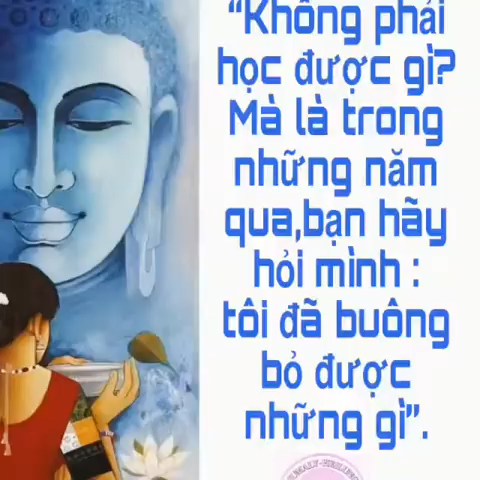 “Không phải
học được gì?
Mà là trong
những năm
qua,bạn hãy
hỏi mình :
tôi đã buông
bỏ được
những gì”.